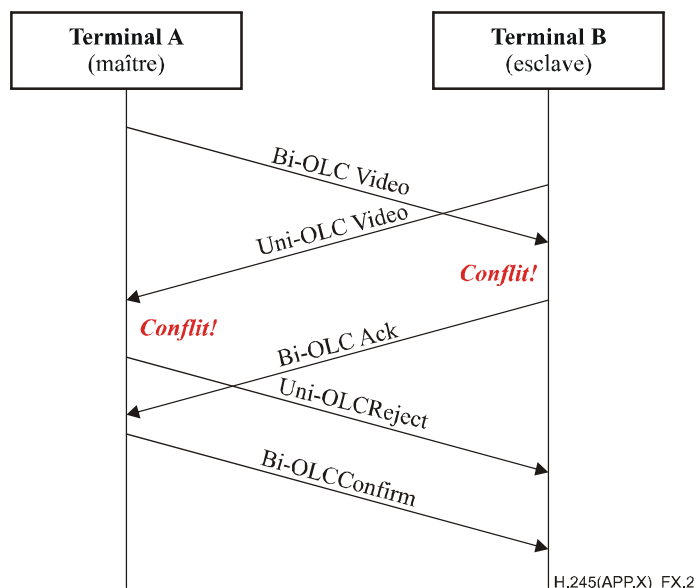 Terminal A
(maître)
Terminal B
(esclave)
Bi-OLC Video
Uni-OLC Video
Conflit!
Conflit!
Bi-OLC Ack
Uni-OLCReject
Bi-OLCConfirm
H.245(APP.X)_FX.2